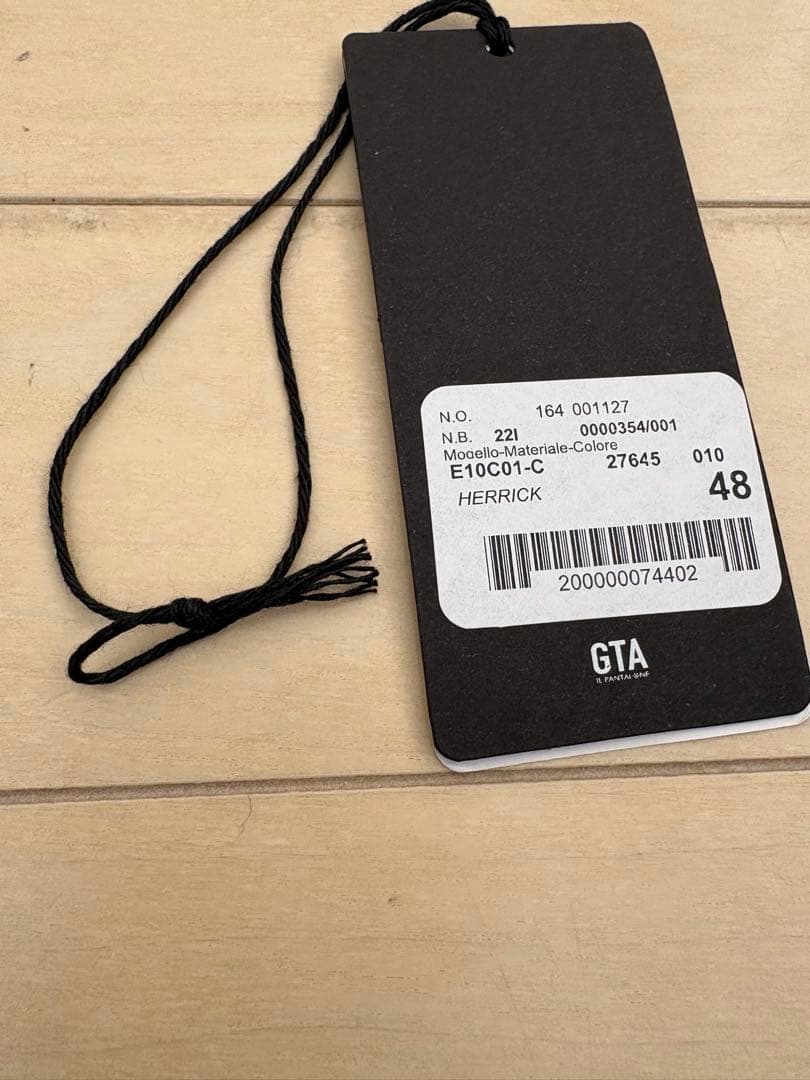 N.O. 164 001127
N.B. 22I 0000354/001
Modello-Materiale-Colore
E10C01-C 27645 010
HERRICK 48
200000074402
GTA
IL PANTALONE